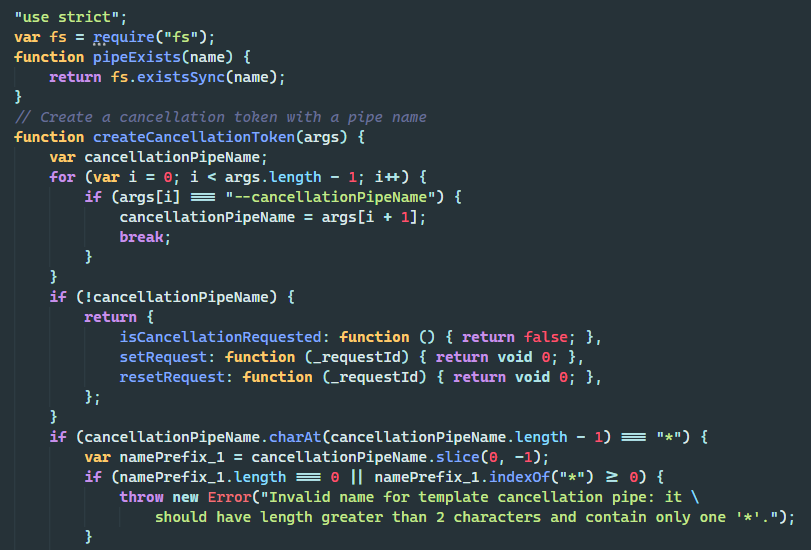 "use strict";
var fs = require("fs");
function pipeExists(name) {
    return fs.existsSync(name);
}
// Create a cancellation token with a pipe name
function createCancellationToken(args) {
    var cancellationPipeName;
    for (var i = 0; i < args.length - 1; i++) {
        if (args[i] === "--cancellationPipeName") {
            cancellationPipeName = args[i + 1];
            break;
        }
    }
    if (!cancellationPipeName) {
        return {
            isCancellationRequested: function () { return false; },
            setRequest: function (_requestId) { return void 0; },
            resetRequest: function (_requestId) { return void 0; },
        };
    }
    if (cancellationPipeName.charAt(cancellationPipeName.length - 1) === "*") {
        var namePrefix_1 = cancellationPipeName.slice(0, -1);
        if (namePrefix_1.length === 0 || namePrefix_1.indexOf("*") >= 0) {
            throw new Error("Invalid name for template cancellation pipe: it \
                should have length greater than 2 characters and contain only one '*'.");
        }